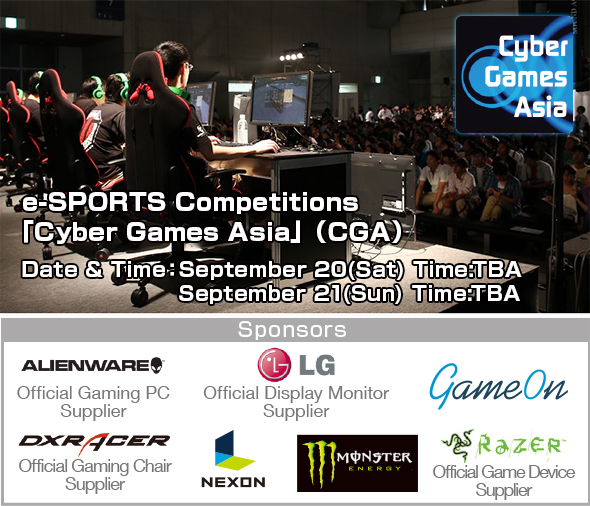 Cyber
Games
Asia
e-SPORTS Competitions
「Cyber Games Asia」（CGA）
Date & Time：September 20(Sat) Time:TBA
September 21(Sun) Time:TBA
Sponsors
ALIENWARE
Official Gaming PC
Supplier
LG
Official Display Monitor
Supplier
GameOn
DXRACER
Official Gaming Chair
Supplier
NEXON
MONSTER
ENERGY
RAZER
Official Game Device
Supplier